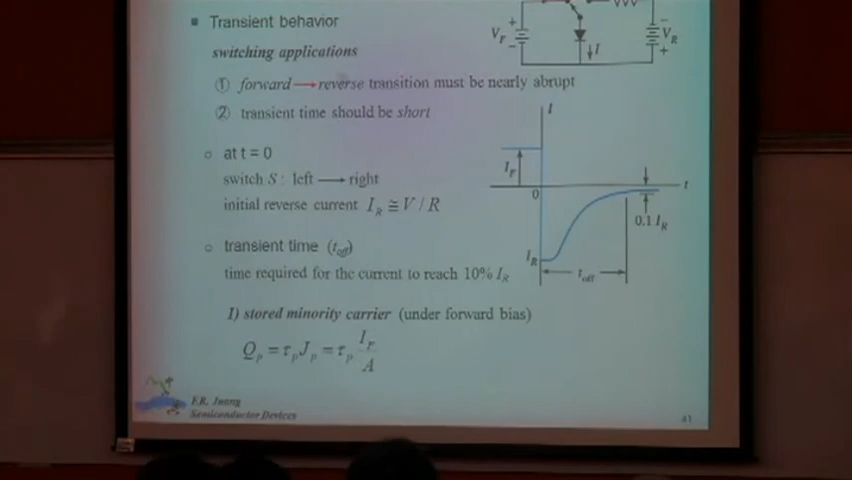 Transient behavior
switching applications
① forward → reverse transition must be nearly abrupt
② transient time should be short
at t = 0
switch S : left → right
initial reverse current I_R ≅ V / R
transient time (t_off)
time required for the current to reach 10% I_R
1) stored minority carrier (under forward bias)
Q_p = τ_p J_p = τ_p I_F / A
F.R. Juang
Semiconductor Devices
41
V_F + −
I
− V_R +
I
I_F
0
t
0.1 I_R
I_R
t_off